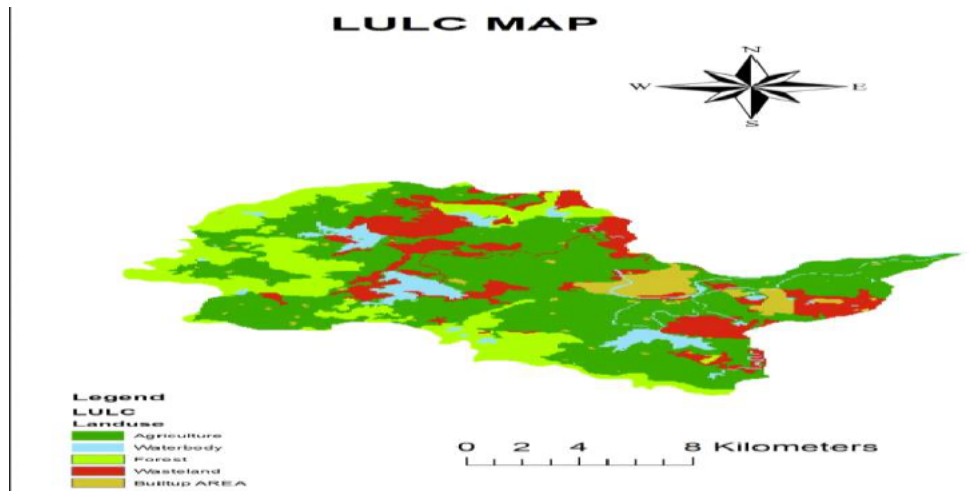 LULC MAP
N
W E
S
Legend
LULC
Landuse
Agriculture
Waterbody
Forest
Wasteland
Builtup AREA
0 2 4 8 Kilometers